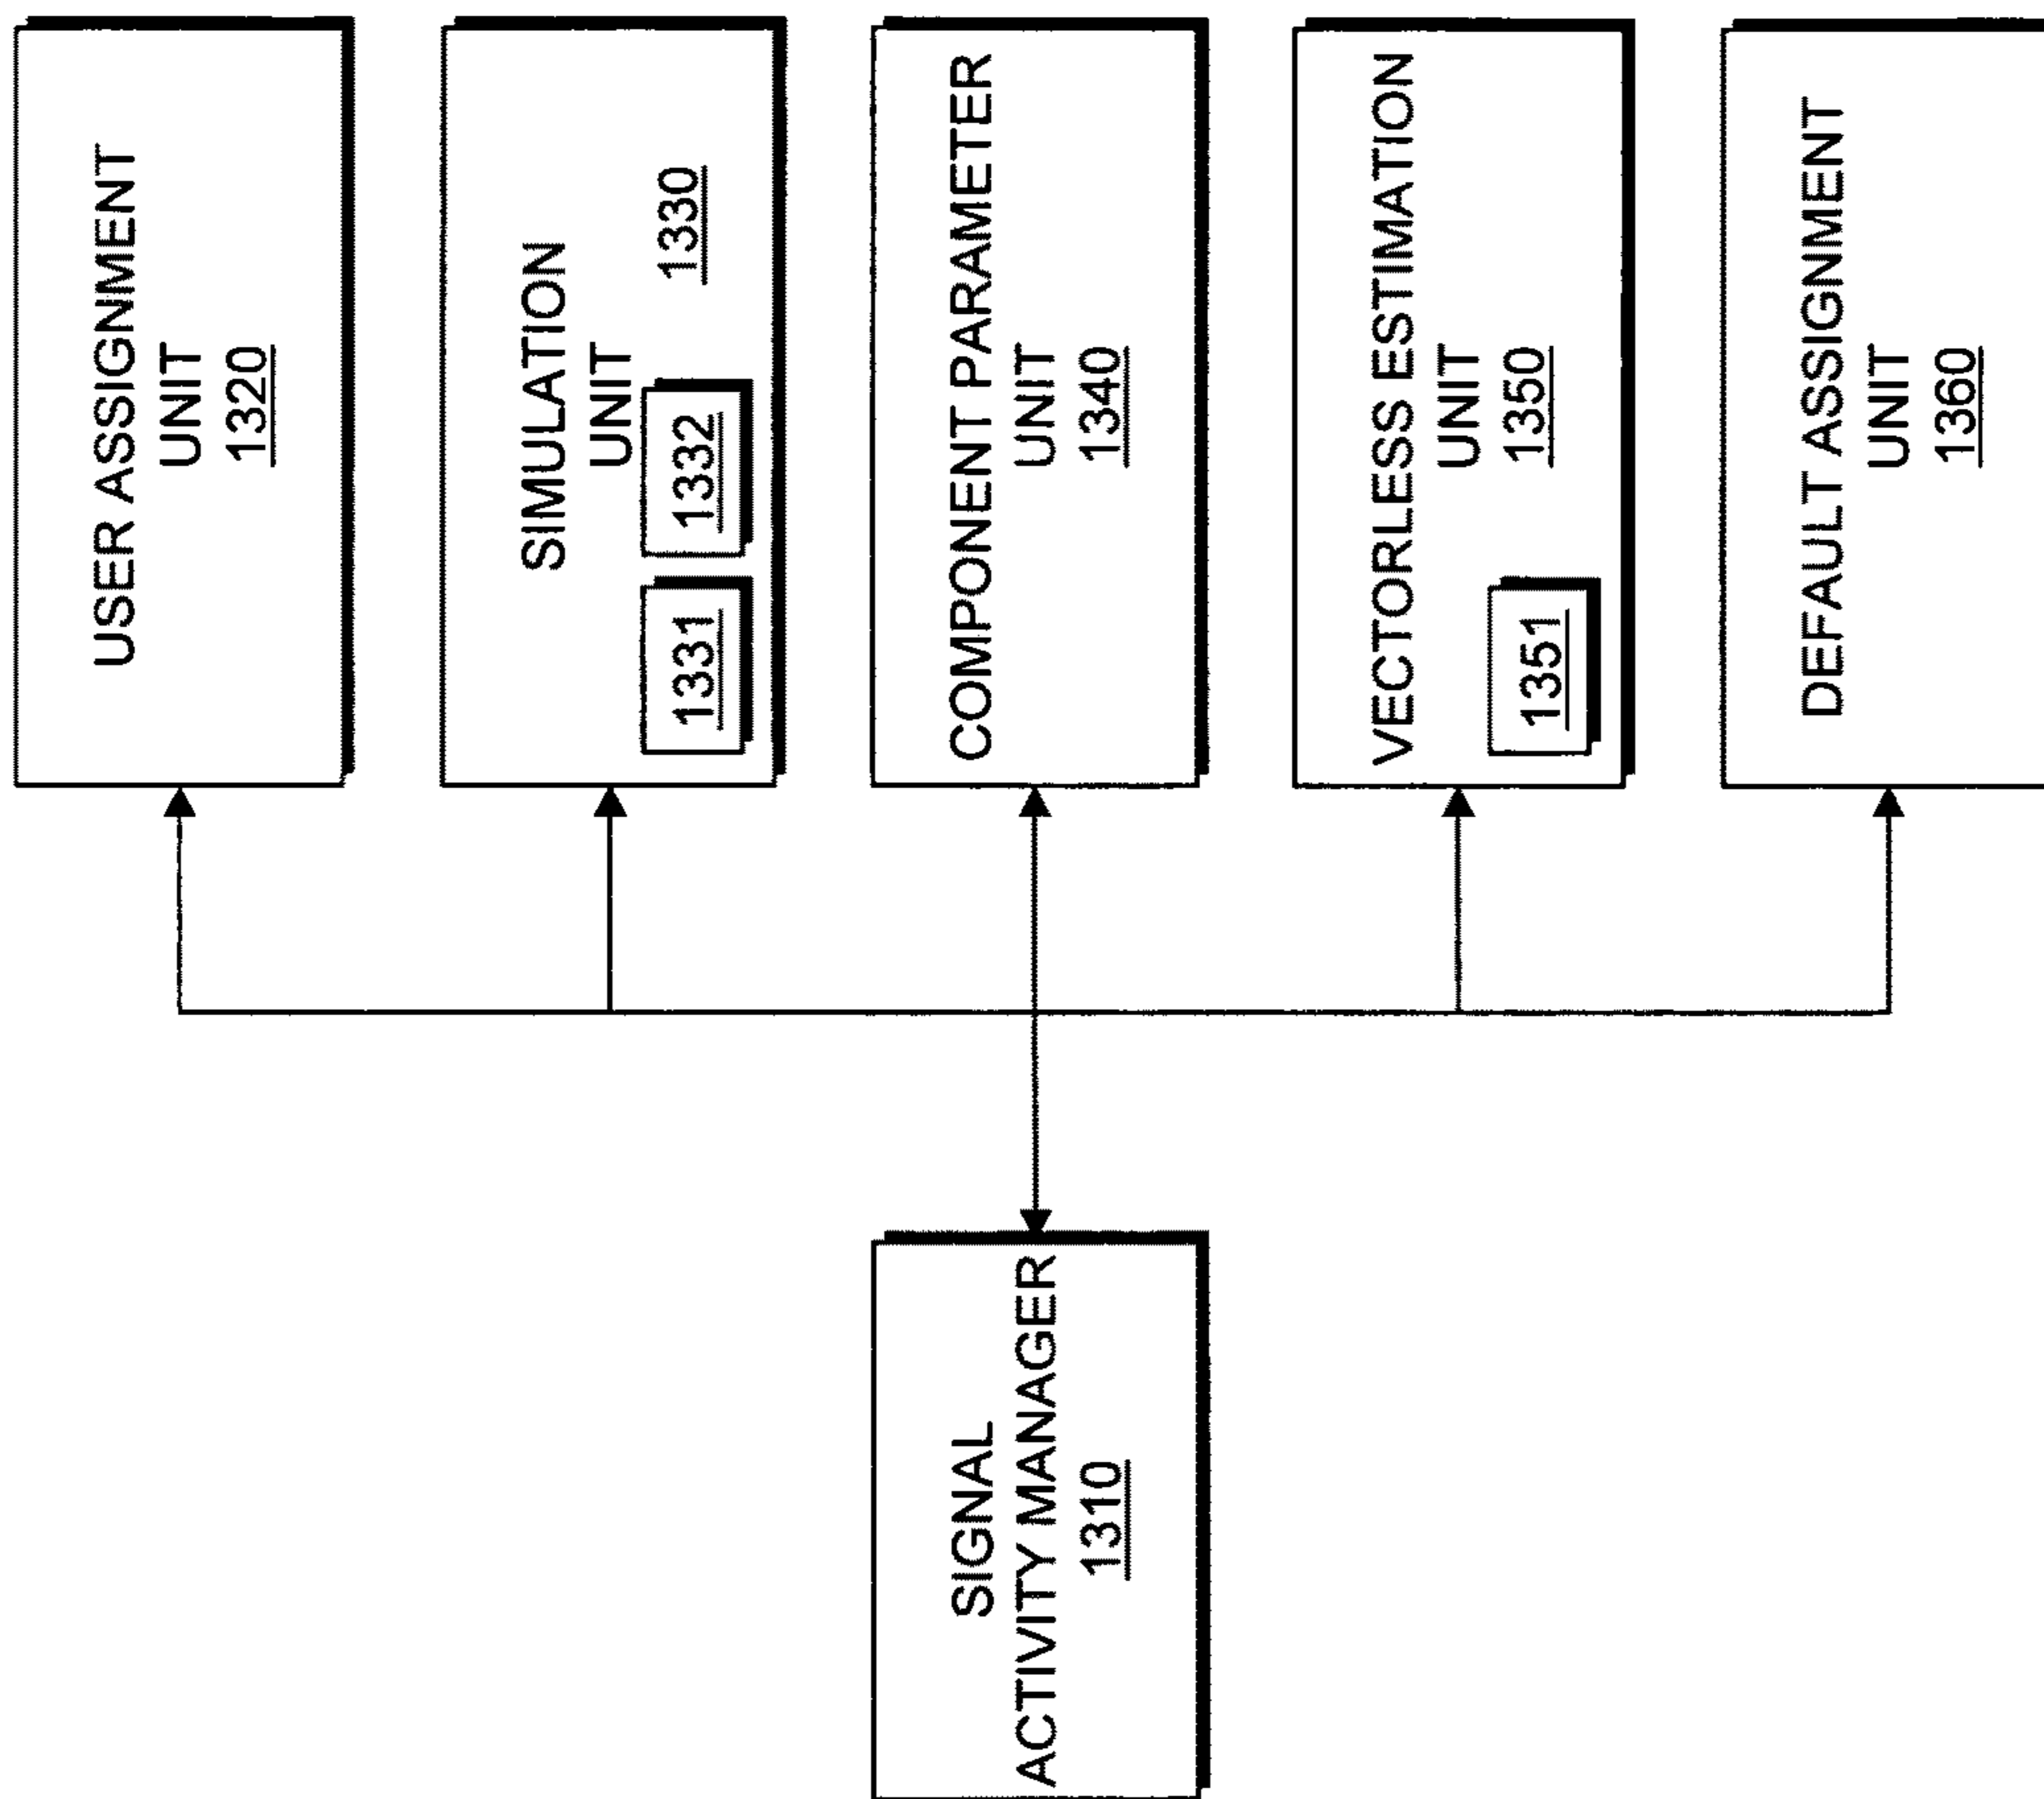 USER ASSIGNMENT
UNIT
1320
SIMULATION
UNIT
1330
1331
1332
COMPONENT PARAMETER
UNIT
1340
VECTORLESS ESTIMATION
UNIT
1350
1351
DEFAULT ASSIGNMENT
UNIT
1360
SIGNAL
ACTIVITY MANAGER
1310